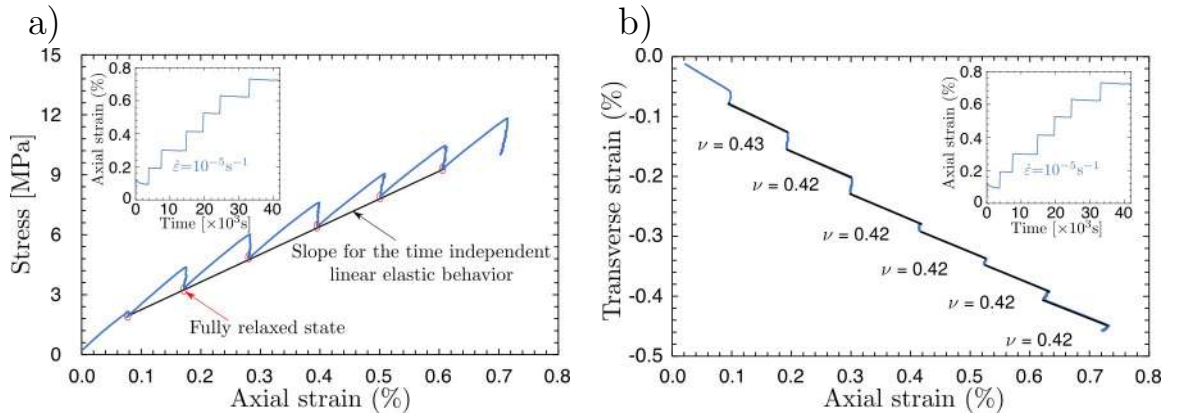 a)
Stress [MPa]
15
12
9
6
3
0
0.0
0.1
0.2
0.3
0.4
0.5
0.6
0.7
0.8
Axial strain (%)
Axial strain (%)
0.8
0.6
0.4
0.2
0
0
10
20
30
40
Time [×10³s]
ε̇=10⁻⁵s⁻¹
Slope for the time independent
linear elastic behavior
Fully relaxed state
b)
Transverse strain (%)
0.0
-0.1
-0.2
-0.3
-0.4
-0.5
0.0
0.1
0.2
0.3
0.4
0.5
0.6
0.7
0.8
Axial strain (%)
Axial strain (%)
0.8
0.6
0.4
0.2
0
0
10
20
30
40
Time [×10³s]
ε̇=10⁻⁵s⁻¹
ν = 0.43
ν = 0.42
ν = 0.42
ν = 0.42
ν = 0.42
ν = 0.42